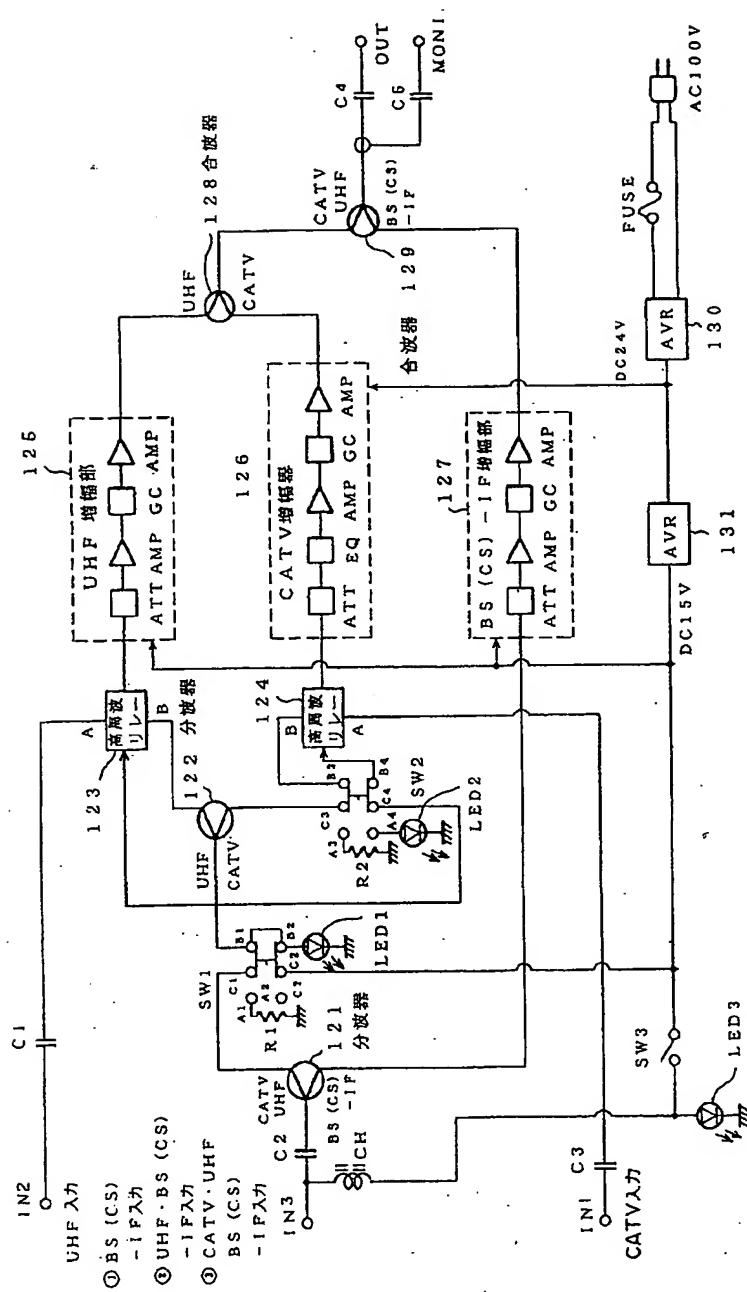 IN2
UHF入力
①BS(CS)
-IF入力
②UHF・BS(CS)
-IF入力
③CATV・UHF
BS(CS)
-IF入力
IN3
IN1
CATV入力
C1
C2
CH
C3
CATV
UHF
BS(CS)
-IF
121
分波器
SW1
C1
B1
A1
R1
A2
C2
B2
C2
LED1
UHF
CATV
122
分波器
123
高周波
リレー
A
B
124
高周波
リレー
B
A
C3
B3
A3
R2
C4
B4
A4
SW2
LED2
SW3
LED3
125
UHF増幅部
ATT AMP GC AMP
126
CATV増幅器
ATT EQ AMP GC AMP
127
BS(CS)-IF増幅部
ATT AMP GC AMP
UHF
CATV
128合波器
CATV
UHF
BS(CS)
-IF
合波器 129
C4
OUT
C5
MONI.
DC15V
AVR
131
DC24V
AVR
130
FUSE
AC100V